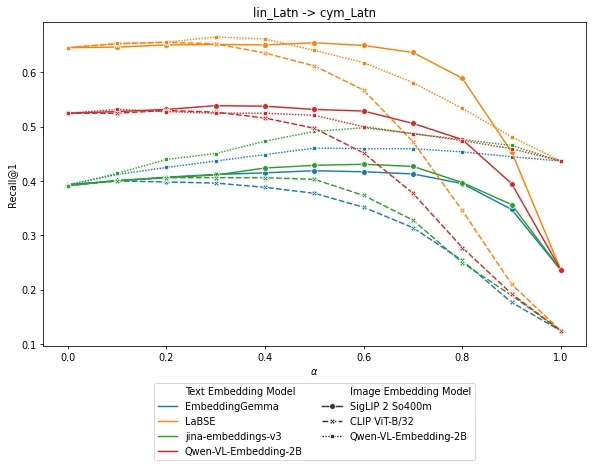 lin_Latn -> cym_Latn
Recall@1
0.6
0.5
0.4
0.3
0.2
0.1
0.0 0.2 0.4 0.6 0.8 1.0
α
Text Embedding Model Image Embedding Model
EmbeddingGemma SigLIP 2 So400m
LaBSE CLIP ViT-B/32
jina-embeddings-v3 Qwen-VL-Embedding-2B
Qwen-VL-Embedding-2B